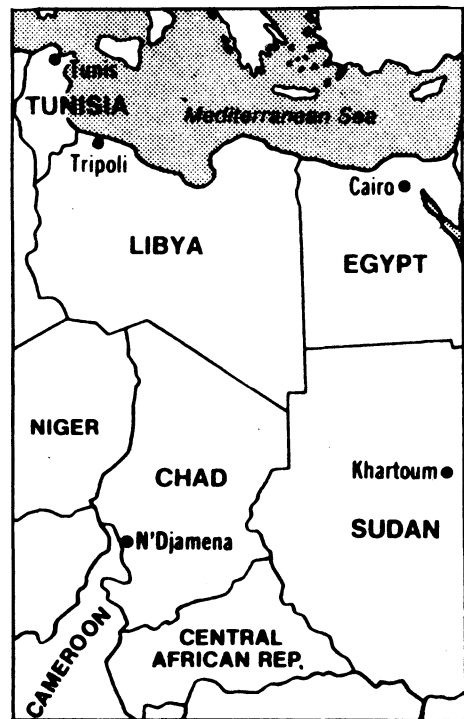 Tunis
TUNISIA
Mediterranean Sea
Tripoli
Cairo
LIBYA
EGYPT
NIGER
CHAD
Khartoum
SUDAN
N'Djamena
CAMEROON
CENTRAL
AFRICAN REP.